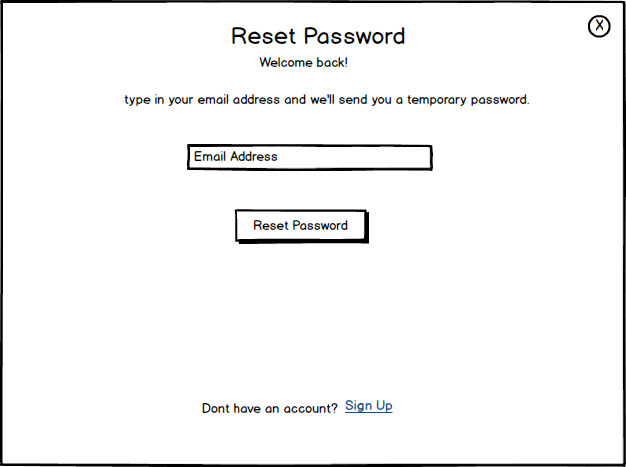 Reset Password
X
Welcome back!
type in your email address and we'll send you a temporary password.
Email Address
Reset Password
Dont have an account? Sign Up